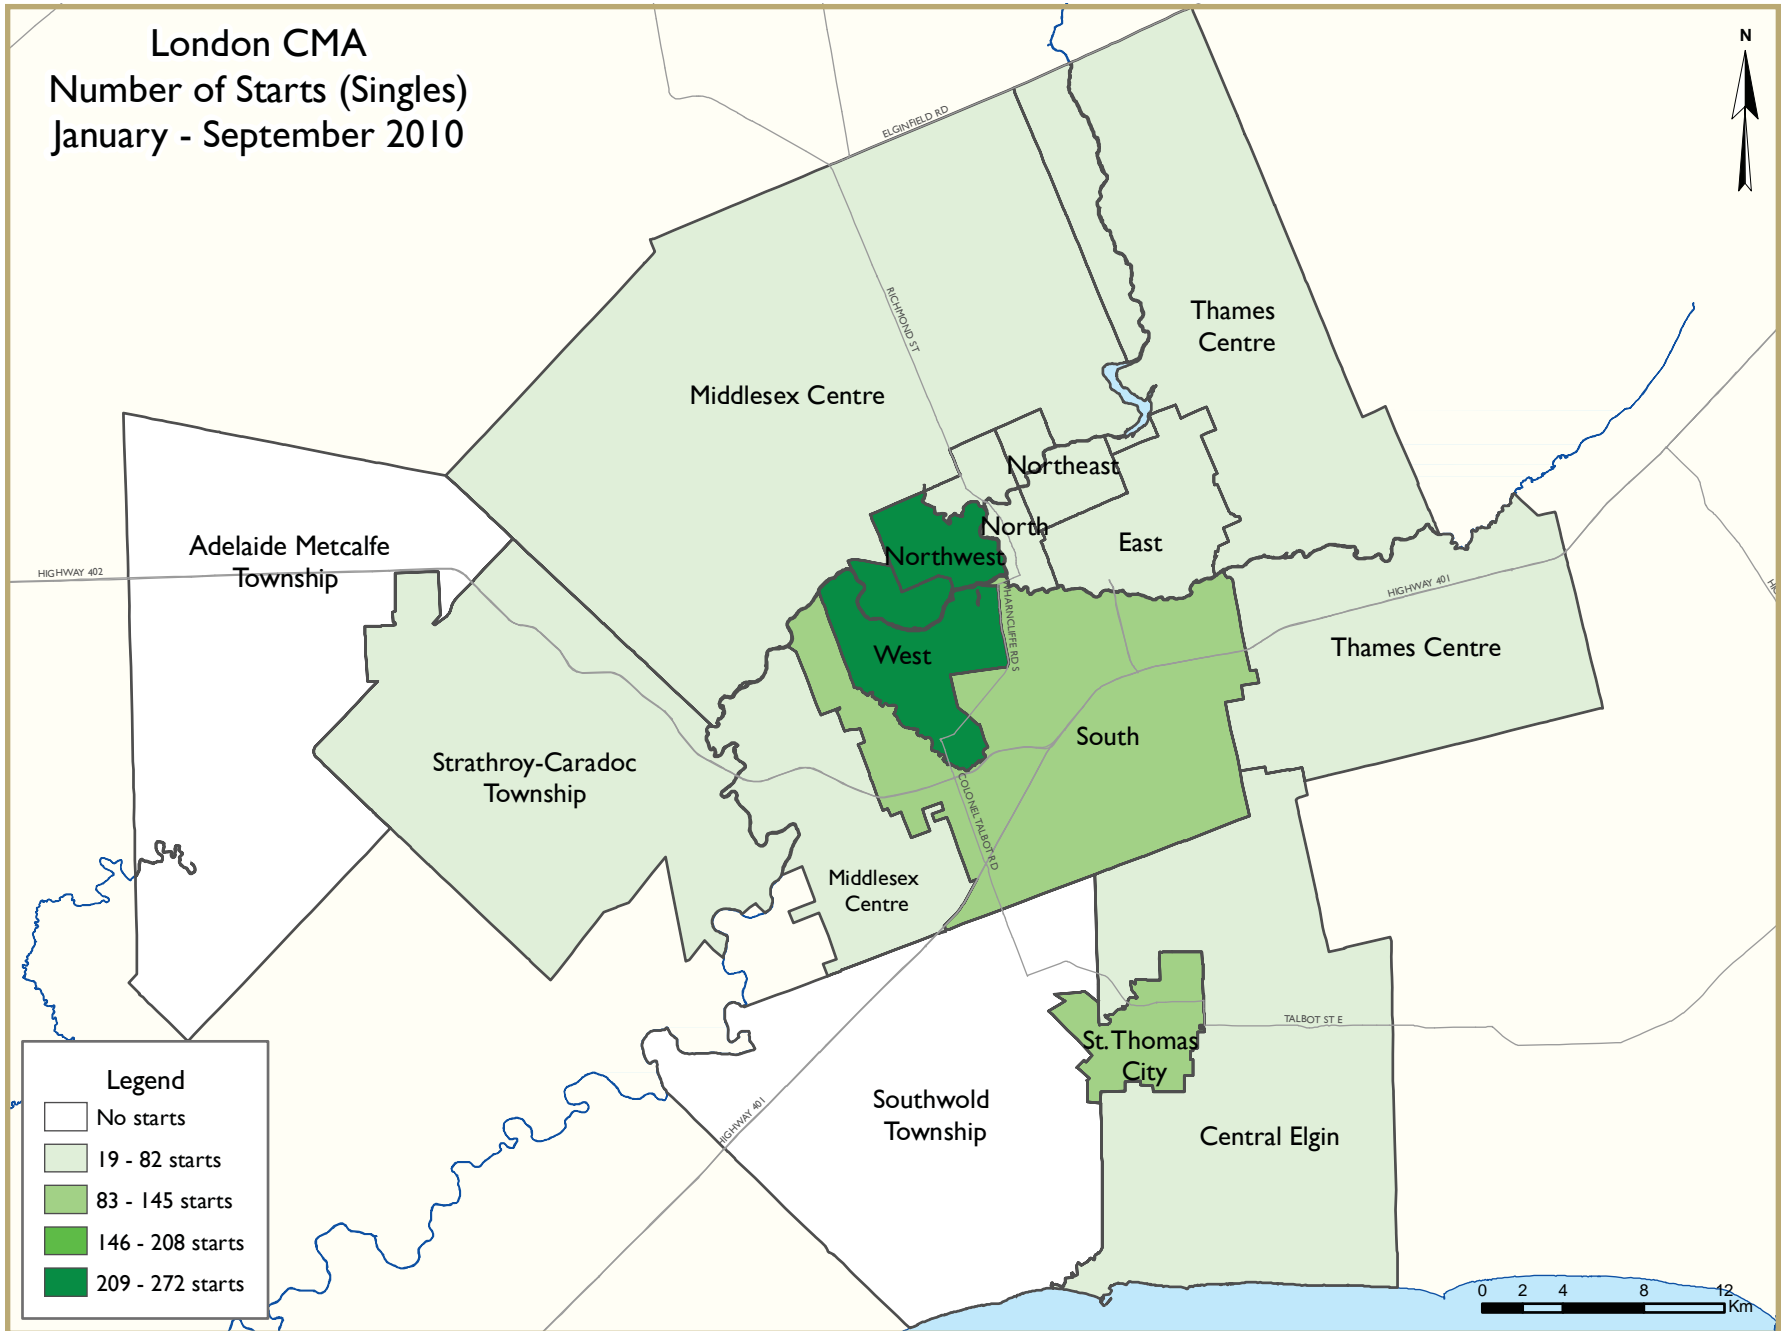 London CMA
Number of Starts (Singles)
January - September 2010
N
ELGINFIELD RD
RICHMOND ST
Thames
Centre
Middlesex Centre
Northeast
North
East
Northwest
Adelaide Metcalfe
Township
HIGHWAY 402
HIGHWAY 401
WHARNCLIFFE RD S
West
Thames Centre
South
Strathroy-Caradoc
Township
COLONEL TALBOT RD
Middlesex
Centre
TALBOT ST E
St. Thomas
City
Southwold
Township
HIGHWAY 401
Central Elgin
Legend
No starts
19 - 82 starts
83 - 145 starts
146 - 208 starts
209 - 272 starts
0 2 4 8 12
Km